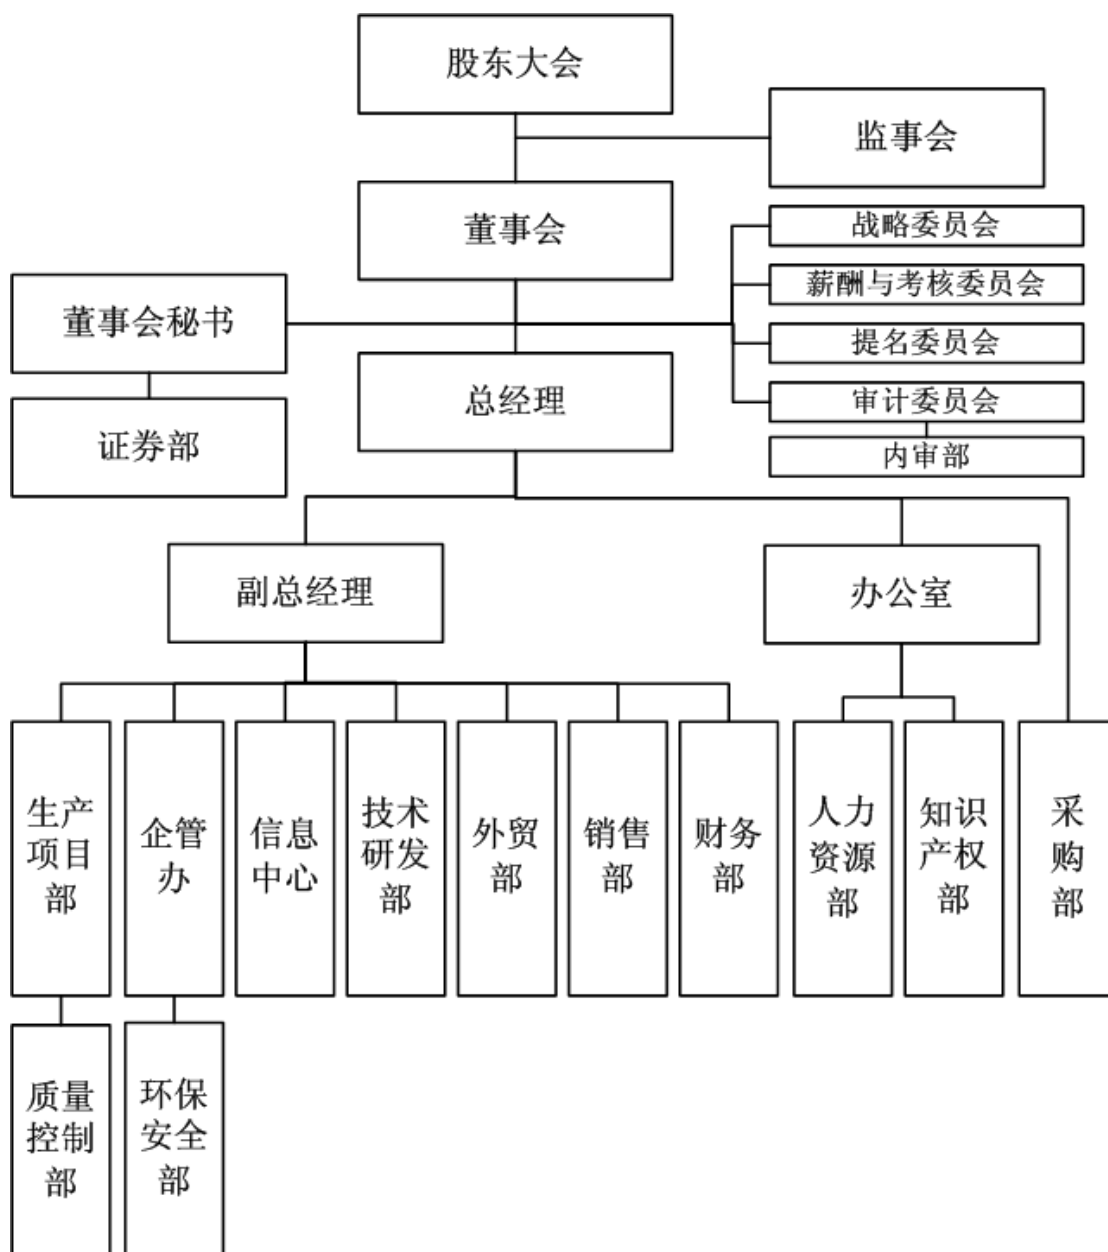 股东大会
监事会
董事会
战略委员会
薪酬与考核委员会
提名委员会
审计委员会
内审部
董事会秘书
证券部
总经理
副总经理
办公室
生产
项目
部
企管
办
信息
中心
技术
研发
部
外贸
部
销售
部
财务
部
人力
资源
部
知识
产权
部
采
购
部
质量
控制
部
环保
安全
部